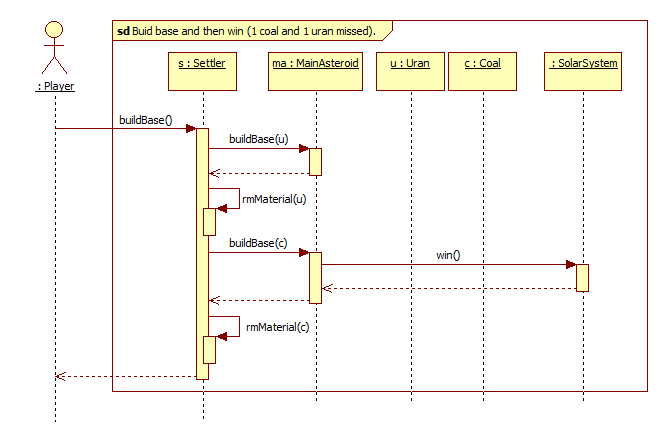 sd Buid base and then win (1 coal and 1 uran missed).
s : Settler
ma : MainAsteroid
u : Uran
c : Coal
: SolarSystem
: Player
buildBase()
buildBase(u)
rmMaterial(u)
buildBase(c)
win()
rmMaterial(c)